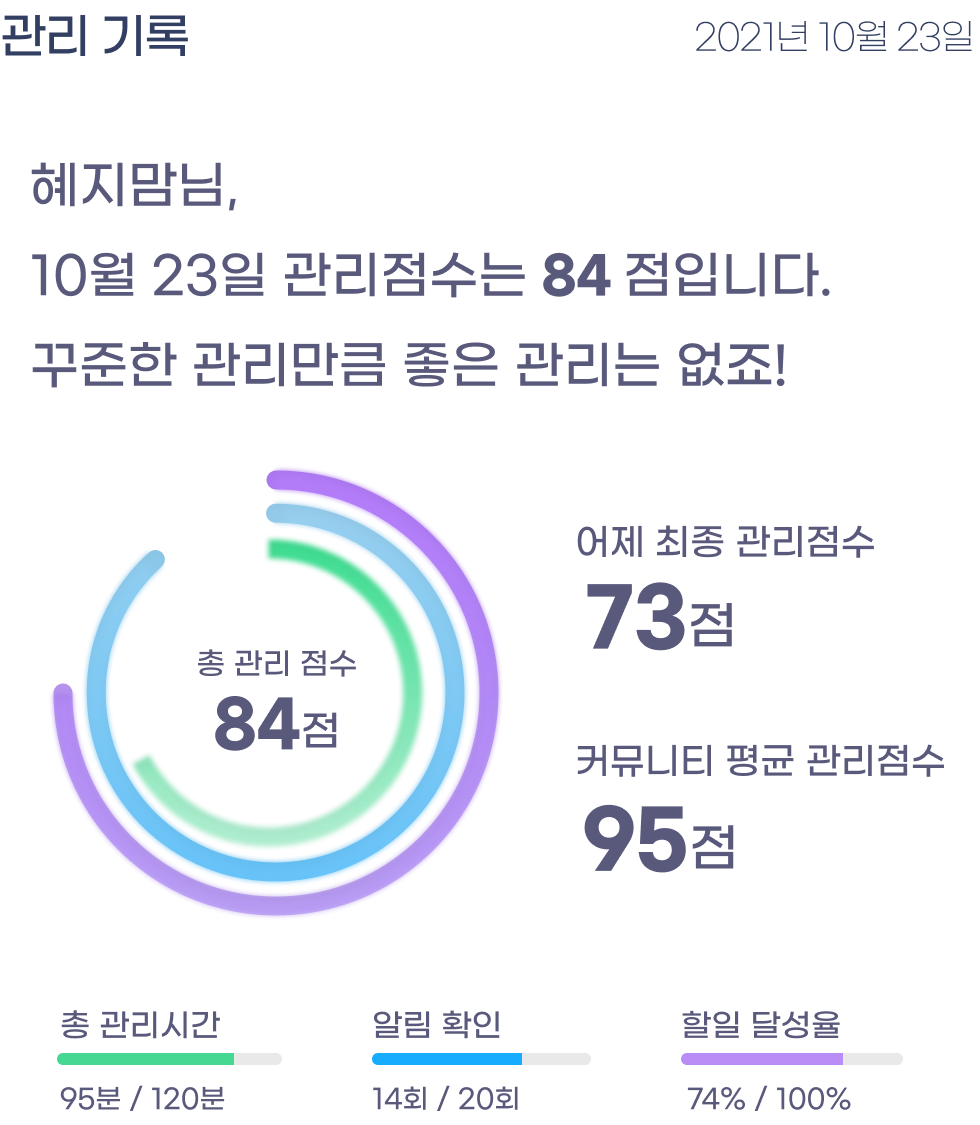 관리 기록
2021년 10월 23일
혜지맘님,
10월 23일 관리점수는 84 점입니다.
꾸준한 관리만큼 좋은 관리는 없죠!
총 관리 점수
84점
어제 최종 관리점수
73점
커뮤니티 평균 관리점수
95점
총 관리시간
95분 / 120분
알림 확인
14회 / 20회
할일 달성율
74% / 100%